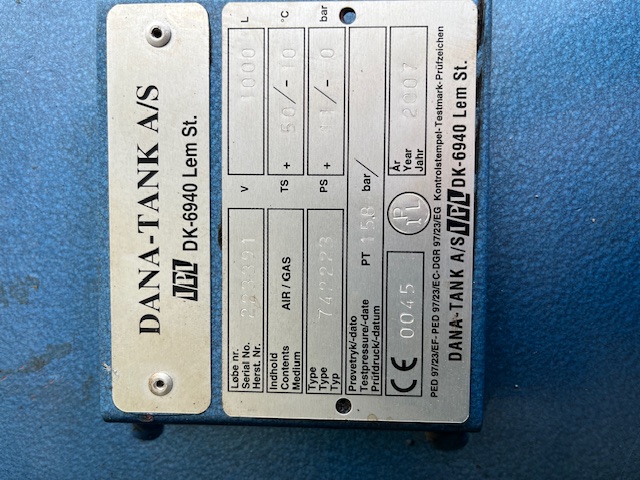 DANA-TANK A/S
LEL DK-6940 Lem St.
Løbe nr.
Serial No.
Herst. Nr.
V 1000 L
Indhold
Contents AIR / GAS
Medium
TS + 50 / - 10 °C
Type
Type 742223
Typ
PS + 11 / - 0 bar
Prøvetryk/-dato
Testpressure/-date PT 15,8 bar/
Prüfdruck/-datum
CE 0045
År
Year 2007
Jahr
PED 97/23/EF- PED 97/23/EC-DGR 97/23/EG Kontrolstempel-Testmark-Prüfzeichen
DANA-TANK A/S LEL DK-6940 Lem St.